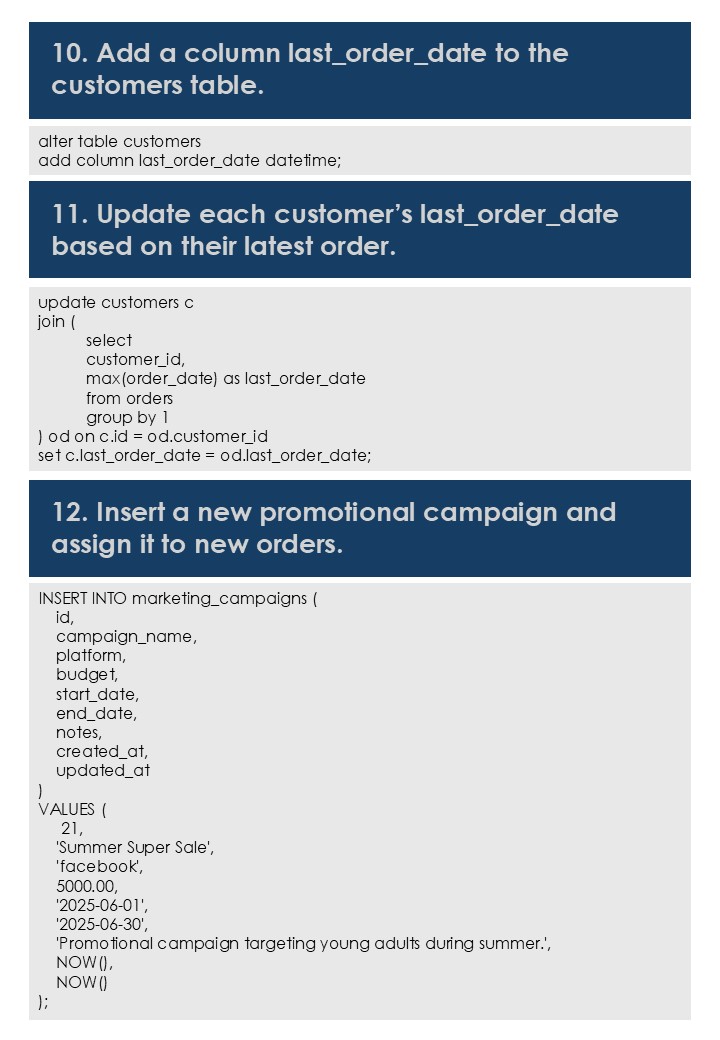 10. Add a column last_order_date to the
customers table.
alter table customers
add column last_order_date datetime;
11. Update each customer’s last_order_date
based on their latest order.
update customers c
join (
select
customer_id,
max(order_date) as last_order_date
from orders
group by 1
) od on c.id = od.customer_id
set c.last_order_date = od.last_order_date;
12. Insert a new promotional campaign and
assign it to new orders.
INSERT INTO marketing_campaigns (
id,
campaign_name,
platform,
budget,
start_date,
end_date,
notes,
created_at,
updated_at
)
VALUES (
21,
'Summer Super Sale',
'facebook',
5000.00,
'2025-06-01',
'2025-06-30',
'Promotional campaign targeting young adults during summer.',
NOW(),
NOW()
);